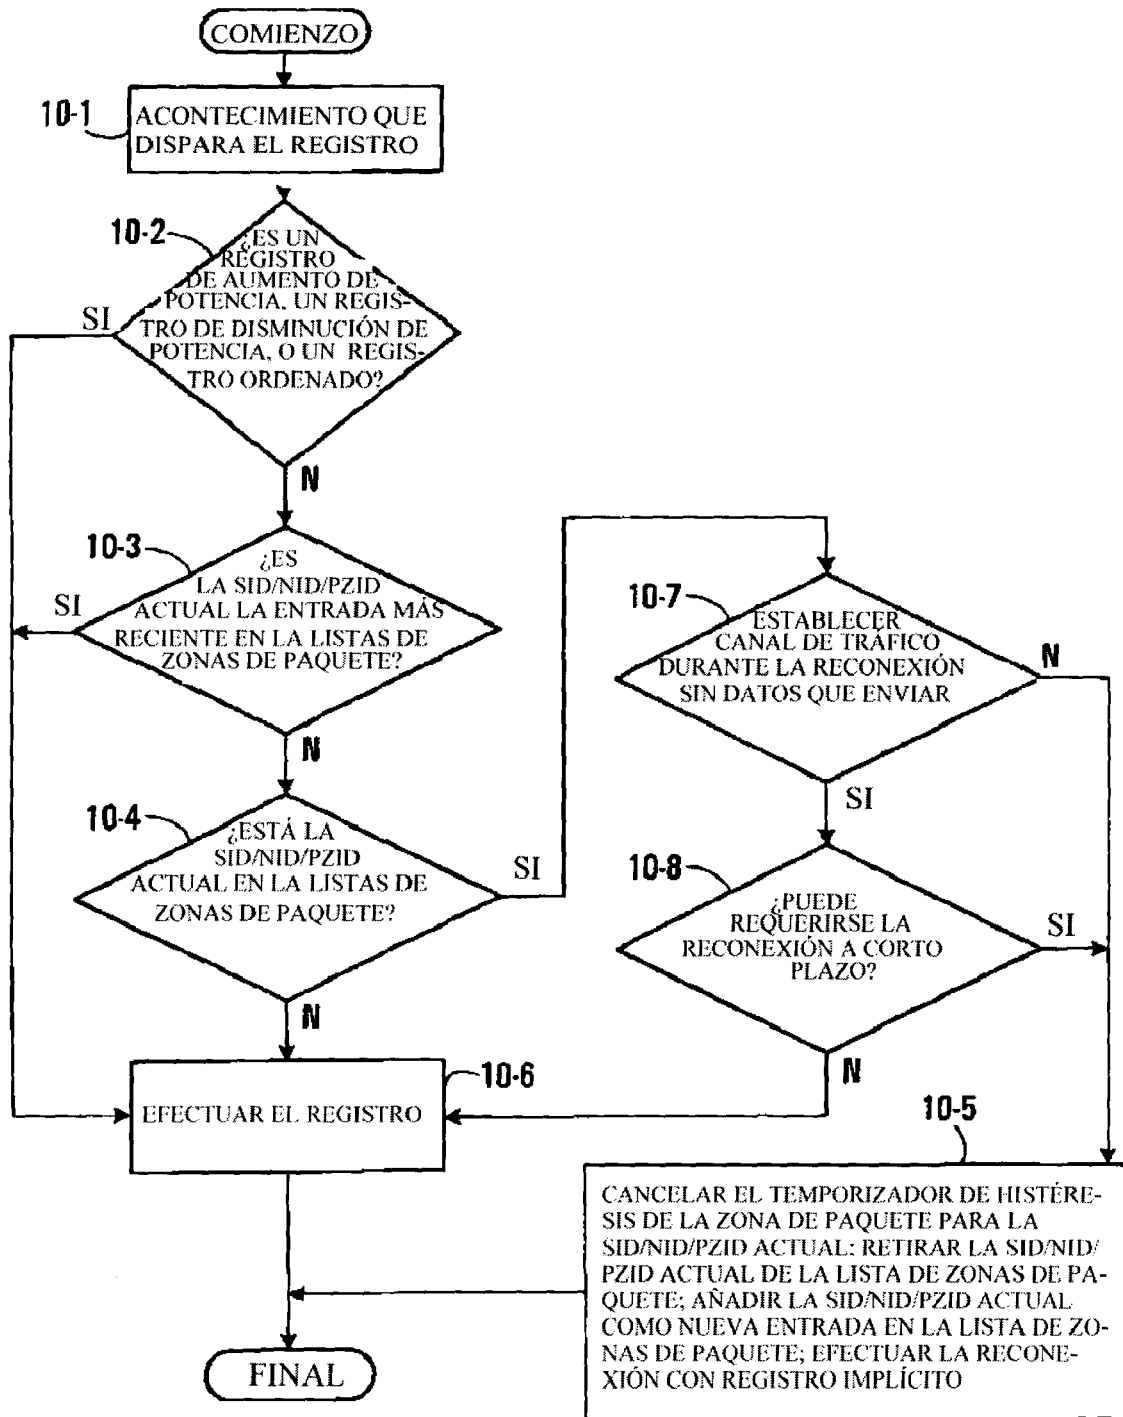 COMIENZO
10-1
ACONTECIMIENTO QUE
DISPARA EL REGISTRO
10-2
¿ES UN
REGISTRO
DE AUMENTO DE
POTENCIA, UN REGIS-
TRO DE DISMINUCIÓN DE
POTENCIA, O UN REGIS-
TRO ORDENADO?
SI
N
10-3
¿ES
LA SID/NID/PZID
ACTUAL LA ENTRADA MÁS
RECIENTE EN LA LISTAS DE
ZONAS DE PAQUETE?
SI
N
10-4
¿ESTÁ LA
SID/NID/PZID
ACTUAL EN LA LISTAS DE
ZONAS DE PAQUETE?
SI
N
10-7
ESTABLECER
CANAL DE TRÁFICO
DURANTE LA RECONEXIÓN
SIN DATOS QUE ENVIAR
N
SI
10-8
¿PUEDE
REQUERIRSE LA
RECONEXIÓN A CORTO
PLAZO?
SI
N
10-6
EFECTUAR EL REGISTRO
10-5
CANCELAR EL TEMPORIZADOR DE HISTÉRE-
SIS DE LA ZONA DE PAQUETE PARA LA
SID/NID/PZID ACTUAL: RETIRAR LA SID/NID/
PZID ACTUAL DE LA LISTA DE ZONAS DE PA-
QUETE; AÑADIR LA SID/NID/PZID ACTUAL
COMO NUEVA ENTRADA EN LA LISTA DE ZO-
NAS DE PAQUETE; EFECTUAR LA RECONE-
XIÓN CON REGISTRO IMPLÍCITO
FINAL